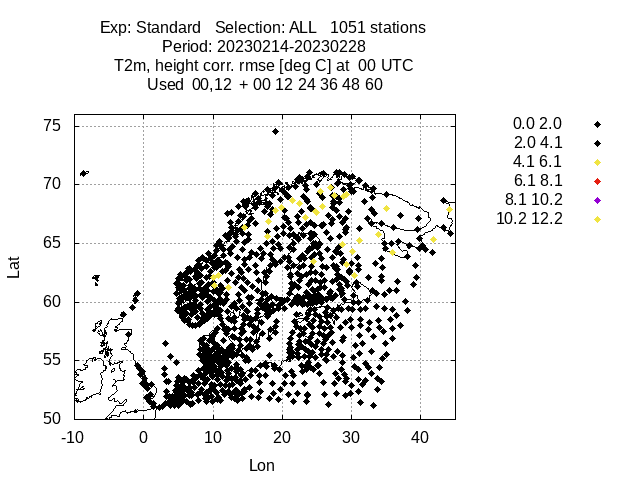 Exp: Standard Selection: ALL 1051 stations
Period: 20230214-20230228
T2m, height corr. rmse [deg C] at 00 UTC
Used 00,12 + 00 12 24 36 48 60
0.0 2.0
2.0 4.1
4.1 6.1
6.1 8.1
8.1 10.2
10.2 12.2
75
70
65
60
55
50
Lat
-10 0 10 20 30 40
Lon